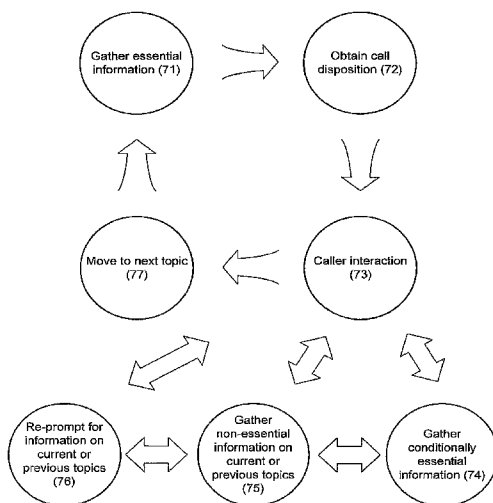 Gather essential
information (71)
Obtain call
disposition (72)
Move to next topic
(77)
Caller interaction
(73)
Re-prompt for
information on
current or
previous topics
(76)
Gather
non-essential
information on
current or
previous topics
(75)
Gather
conditionally
essential
information (74)